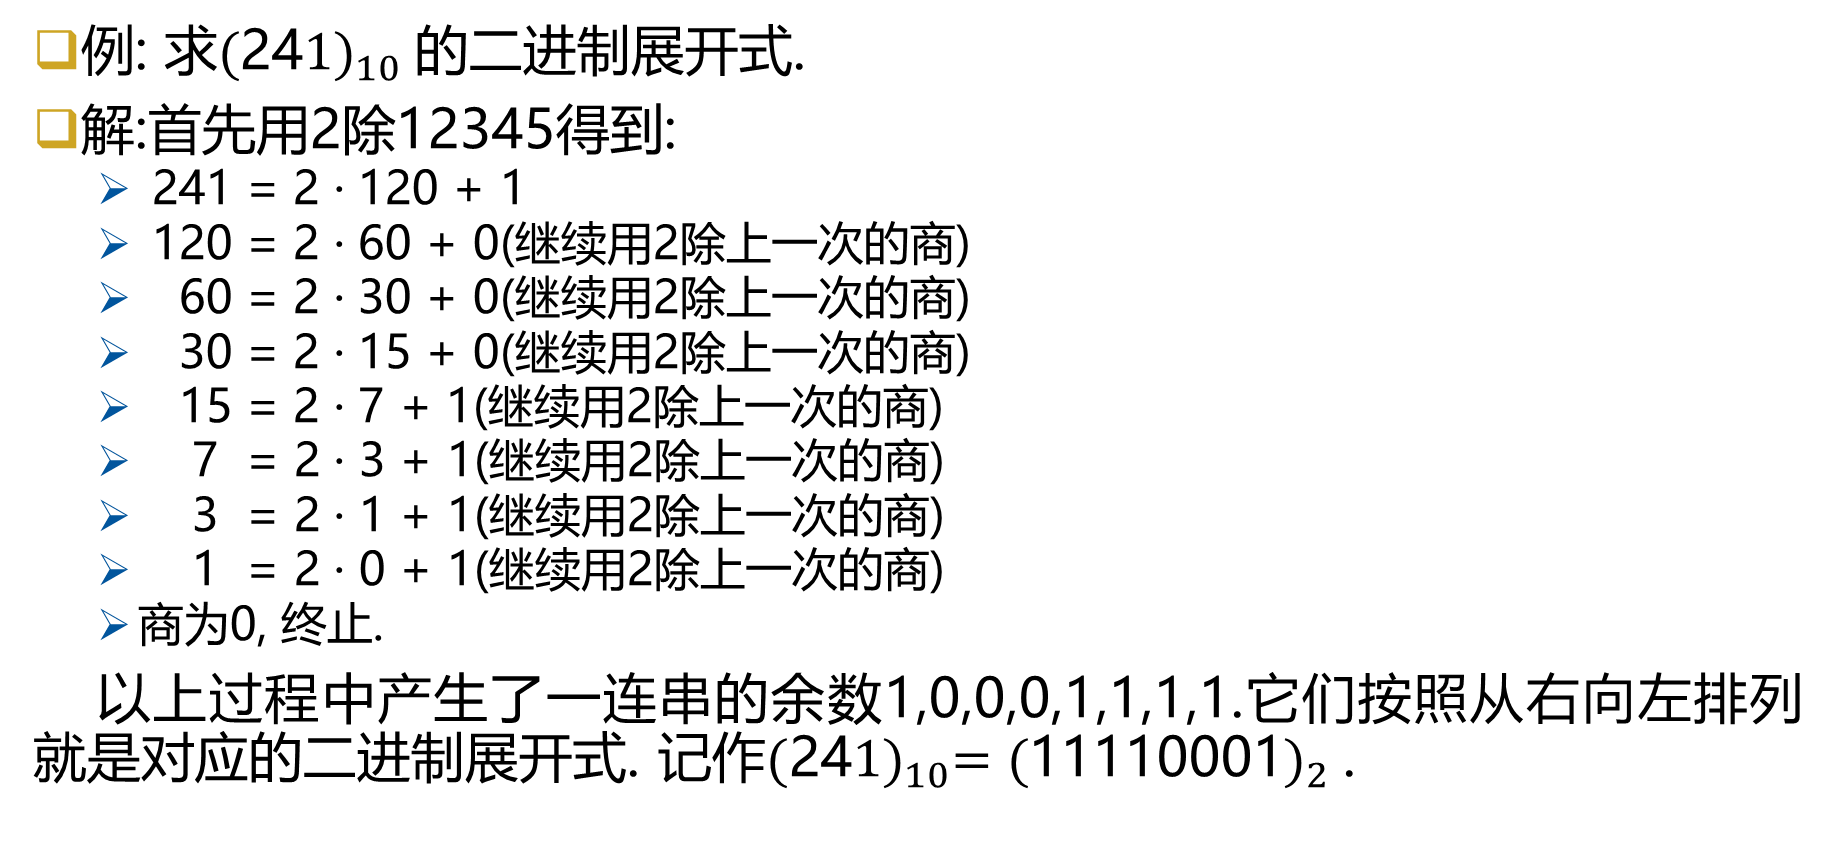 例: 求(241)₁₀ 的二进制展开式.
解:首先用2除12345得到:
241 = 2 · 120 + 1
120 = 2 · 60 + 0(继续用2除上一次的商)
60 = 2 · 30 + 0(继续用2除上一次的商)
30 = 2 · 15 + 0(继续用2除上一次的商)
15 = 2 · 7 + 1(继续用2除上一次的商)
7 = 2 · 3 + 1(继续用2除上一次的商)
3 = 2 · 1 + 1(继续用2除上一次的商)
1 = 2 · 0 + 1(继续用2除上一次的商)
商为0, 终止.
以上过程中产生了一连串的余数1,0,0,0,1,1,1,1.它们按照从右向左排列
就是对应的二进制展开式. 记作(241)₁₀= (11110001)₂ .